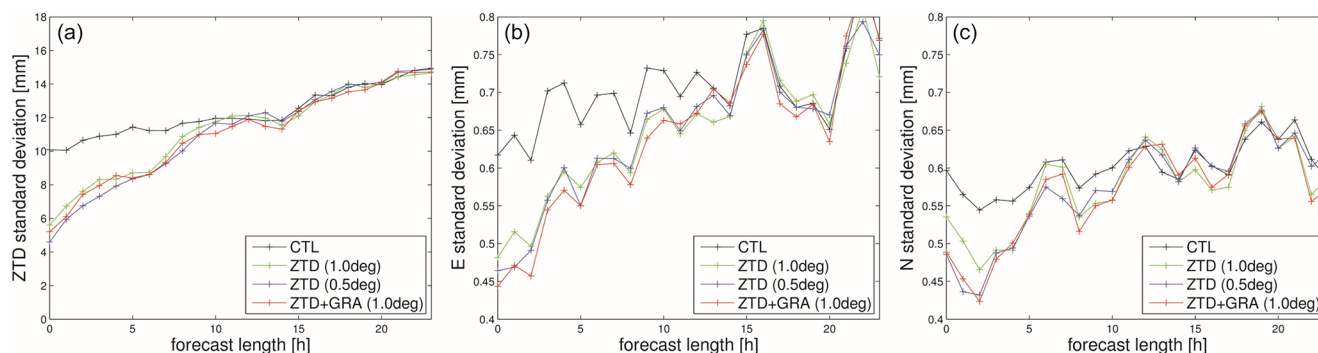 (a)
ZTD standard deviation [mm]
18
16
14
12
10
8
6
4
2
0
0
5
10
15
20
forecast length [h]
CTL
ZTD (1.0deg)
ZTD (0.5deg)
ZTD+GRA (1.0deg)
(b)
E standard deviation [mm]
0.8
0.75
0.7
0.65
0.6
0.55
0.5
0.45
0.4
0
5
10
15
20
forecast length [h]
CTL
ZTD (1.0deg)
ZTD (0.5deg)
ZTD+GRA (1.0deg)
(c)
N standard deviation [mm]
0.8
0.75
0.7
0.65
0.6
0.55
0.5
0.45
0.4
0
5
10
15
20
forecast length [h]
CTL
ZTD (1.0deg)
ZTD (0.5deg)
ZTD+GRA (1.0deg)